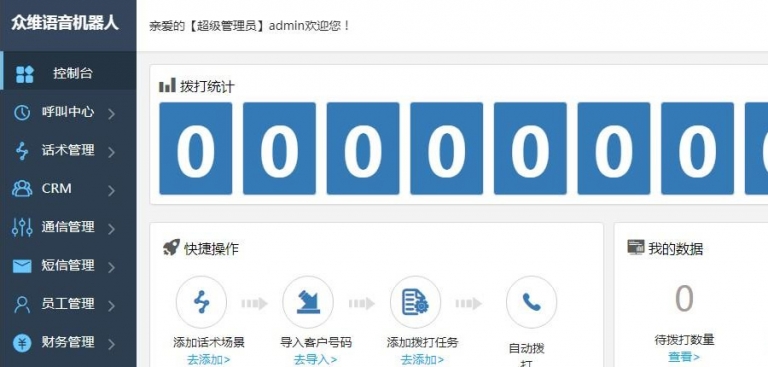 众维语音机器人
亲爱的【超级管理员】admin欢迎您！
控制台
呼叫中心
话术管理
CRM
通信管理
短信管理
员工管理
财务管理
拨打统计
0 0 0 0 0 0 0
快捷操作
添加话术场景
去添加>
导入客户号码
去导入>
添加拨打任务
去添加>
自动拨
打
我的数据
0
待拨打数量
查看>